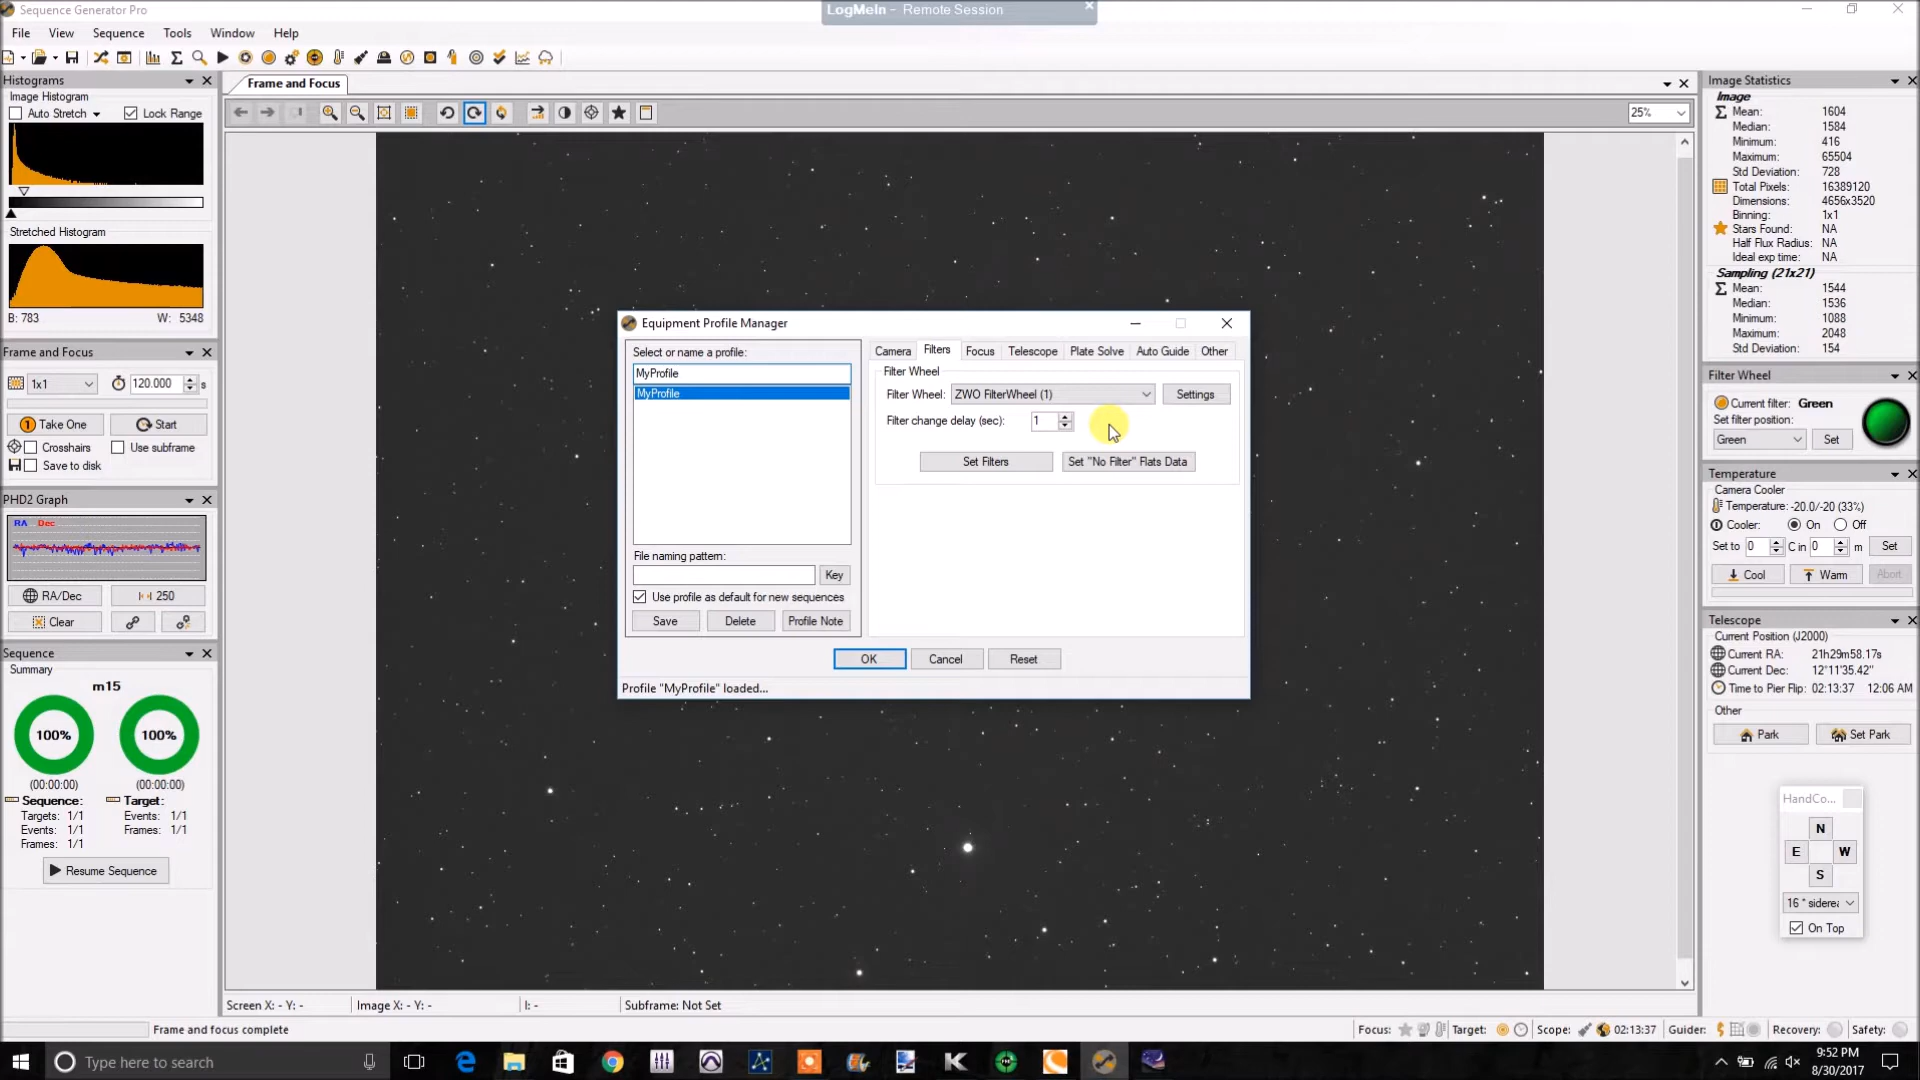 Sequence Generator Pro
LogMeIn - Remote Session
File View Sequence Tools Window Help
Histograms
Image Histogram
Auto Stretch
Lock Range
Stretched Histogram
B: 783 W: 5348
Frame and Focus
1x1 120.000 s
Take One Start
Crosshairs Use subframe
Save to disk
PHD2 Graph
RA Dec
RA/Dec 250
Clear
Sequence
Summary
m15
100% 100%
(00:00:00) (00:00:00)
Sequence: Target:
Targets: 1/1 Events: 1/1
Events: 1/1 Frames: 1/1
Frames: 1/1
Resume Sequence
Frame and Focus
25%
Equipment Profile Manager
Select or name a profile:
MyProfile
MyProfile
File naming pattern:
Key
Use profile as default for new sequences
Save Delete Profile Note
Camera Filters Focus Telescope Plate Solve Auto Guide Other
Filter Wheel
Filter Wheel: ZWO FilterWheel (1) Settings
Filter change delay (sec): 1
Set Filters Set "No Filter" Flats Data
OK Cancel Reset
Profile "MyProfile" loaded...
Screen X: - Y: - Image X: - Y: - I: - Subframe: Not Set
Image Statistics
Image
Mean: 1604
Median: 1584
Minimum: 416
Maximum: 65504
Std Deviation: 728
Total Pixels: 16389120
Dimensions: 4656x3520
Binning: 1x1
Stars Found: NA
Half Flux Radius: NA
Ideal exp time: NA
Sampling (21x21)
Mean: 1544
Median: 1536
Minimum: 1088
Maximum: 2048
Std Deviation: 154
Filter Wheel
Current filter: Green
Set filter position:
Green Set
Temperature
Camera Cooler
Temperature: -20.0/-20 (33%)
Cooler: On Off
Set to 0 C in 0 m Set
Cool Warm Abort
Telescope
Current Position (J2000)
Current RA: 21h29m58.17s
Current Dec: 12°11'35.42"
Time to Pier Flip: 02:13:37 12:06 AM
Other
Park Set Park
HandCo...
N
E W
S
16 " siderea
On Top
Frame and focus complete
Focus: Target: Scope: 02:13:37 Guider: Recovery: Safety:
Type here to search
9:52 PM
8/30/2017